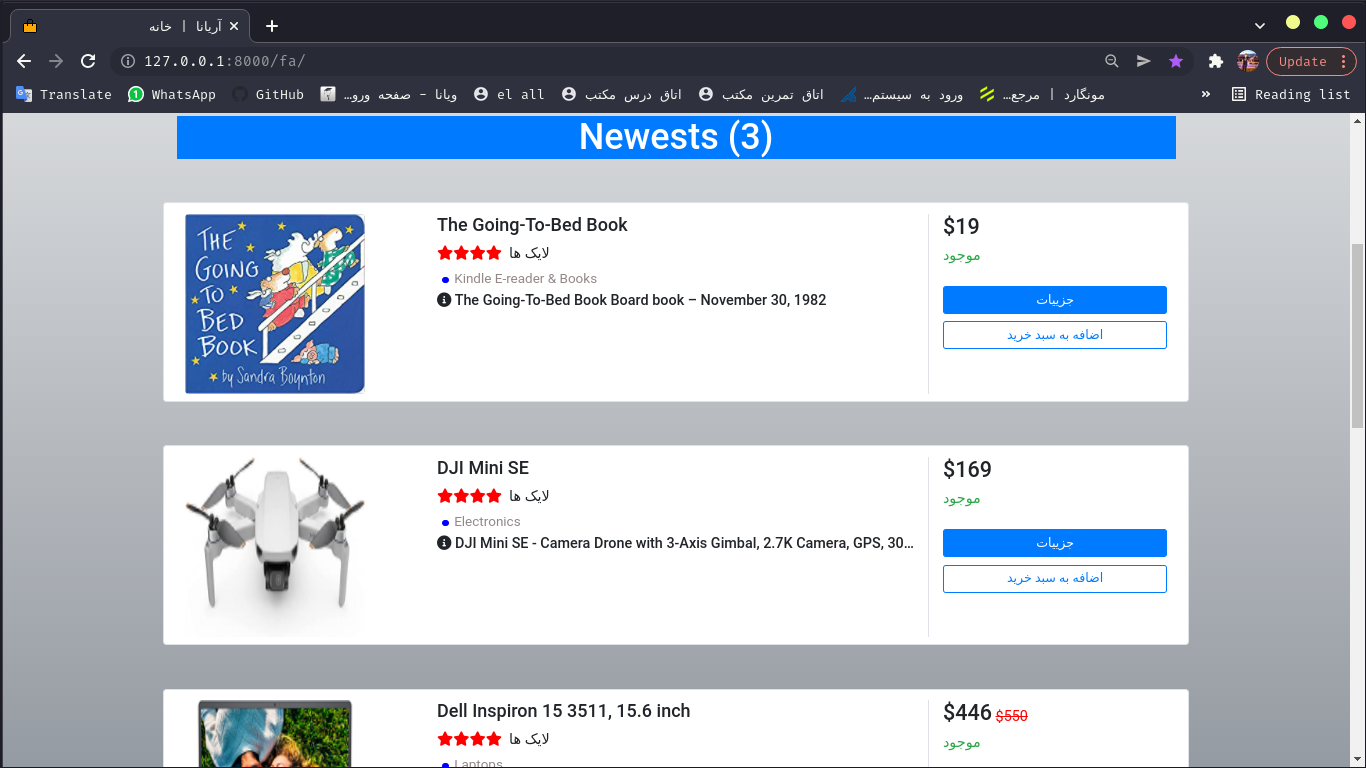 آریانا | خانه
127.0.0.1:8000/fa/
Update
Translate
WhatsApp
GitHub
ویانا - صفحه ورو...
el all
اتاق درس مکتب
اتاق تمرین مکتب
ورود به سیستم...
مونگارد | مرجع...
»
Reading list
Newests (3)
THE
GOING
TO
BED
BOOK
by Sandra Boynton
The Going-To-Bed Book
لایک ها
Kindle E-reader & Books
The Going-To-Bed Book Board book – November 30, 1982
$19
موجود
جزییات
اضافه به سبد خرید
DJI Mini SE
لایک ها
Electronics
DJI Mini SE - Camera Drone with 3-Axis Gimbal, 2.7K Camera, GPS, 30...
$169
موجود
جزییات
اضافه به سبد خرید
Dell Inspiron 15 3511, 15.6 inch
لایک ها
Laptops
$446 $550
موجود